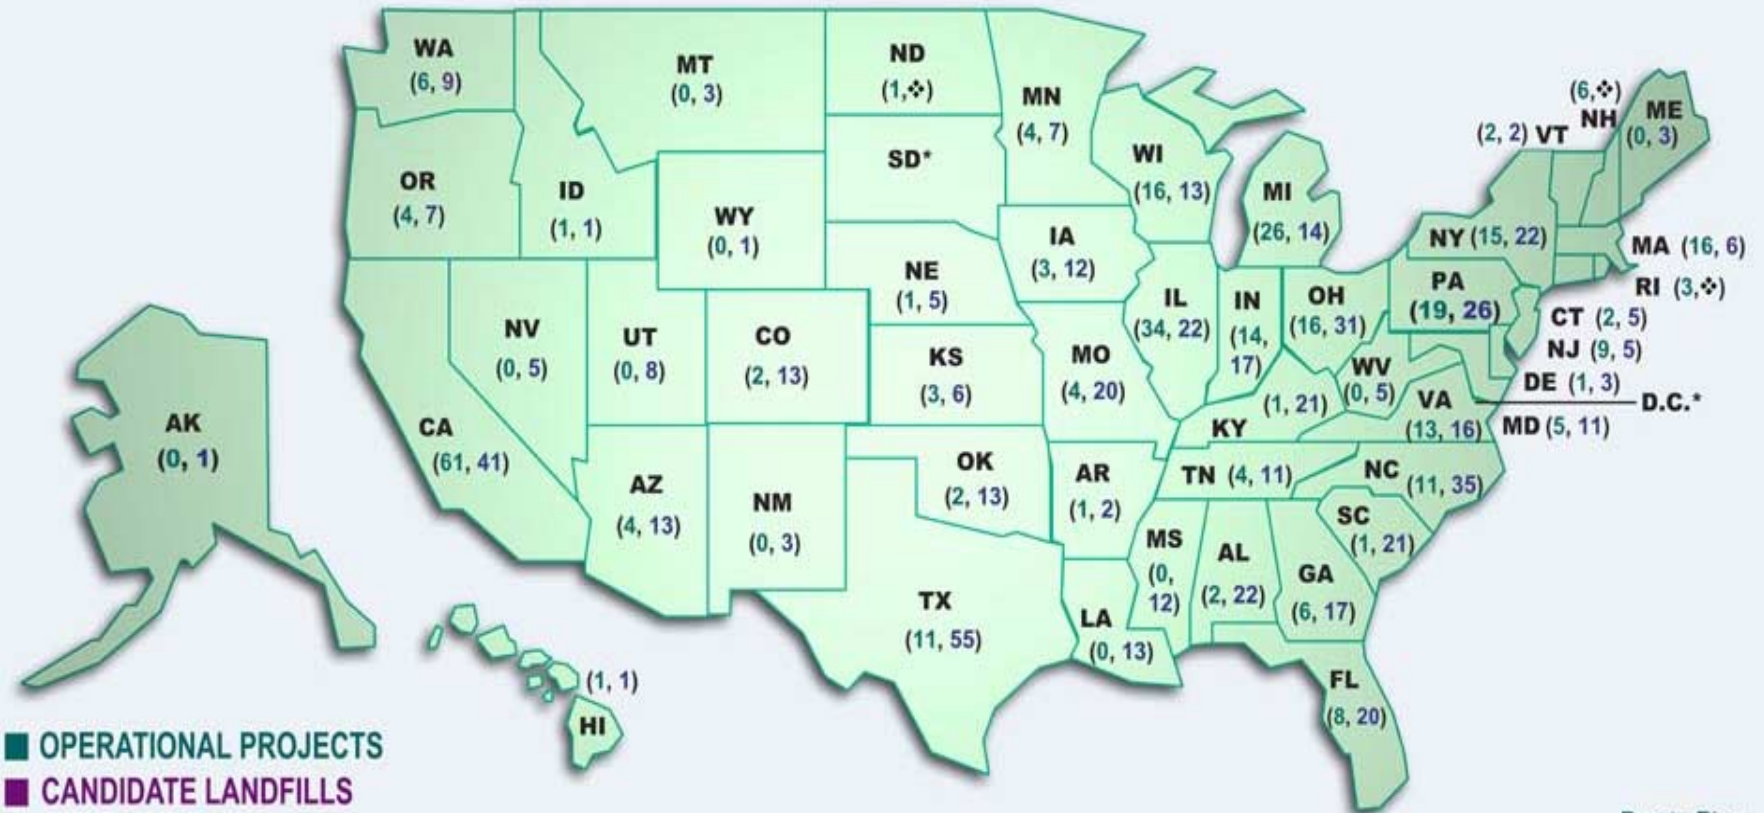 WA
(6, 9)
MT
(0, 3)
ND
(1,❖)
MN
(4, 7)
(6,❖)
NH
ME
(0, 3)
(2, 2) VT
OR
(4, 7)
ID
(1, 1)
WY
(0, 1)
SD*
WI
(16, 13)
MI
(26, 14)
NY (15, 22)
MA (16, 6)
RI (3,❖)
CT (2, 5)
NJ (9, 5)
DE (1, 3)
D.C.*
MD (5, 11)
NE
(1, 5)
IA
(3, 12)
IL
(34, 22)
IN
(14,
17)
OH
(16, 31)
PA
(19, 26)
NV
(0, 5)
UT
(0, 8)
CO
(2, 13)
KS
(3, 6)
MO
(4, 20)
WV
(0, 5)
VA
(13, 16)
(1, 21)
KY
AK
(0, 1)
CA
(61, 41)
AZ
(4, 13)
NM
(0, 3)
OK
(2, 13)
AR
(1, 2)
TN (4, 11)
NC
(11, 35)
SC
(1, 21)
MS
(0,
12)
AL
(2, 22)
GA
(6, 17)
TX
(11, 55)
LA
(0, 13)
FL
(8, 20)
(1, 1)
HI
OPERATIONAL PROJECTS
CANDIDATE LANDFILLS